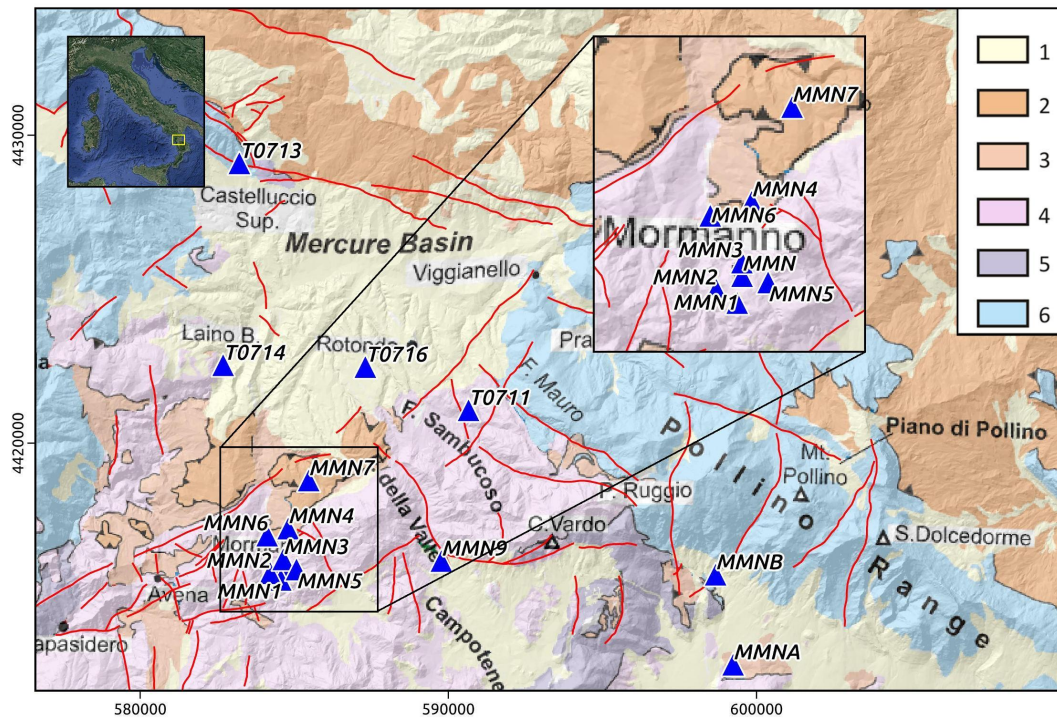 4430000
4420000
580000
590000
600000
T0713
Castelluccio
Sup.
Mercure Basin
Viggianello
Laino B.
T0714
Rotonda
T0716
T0711
F. Mauro
F. Sambucoso
della Valle
P. Ruggio
C.Vardo
MMN9
Campotene
Pollino
Range
Mt.
Pollino
Piano di Pollino
S.Dolcedorme
MMNB
MMNA
MMN7
MMN4
MMN6
MMN3
MMN2
MMN1
MMN5
Avena
apasidero
a
Pra
MMN7
MMN4
MMN6
Mormanno
MMN3
MMN
MMN2
MMN1
MMN5
1
2
3
4
5
6